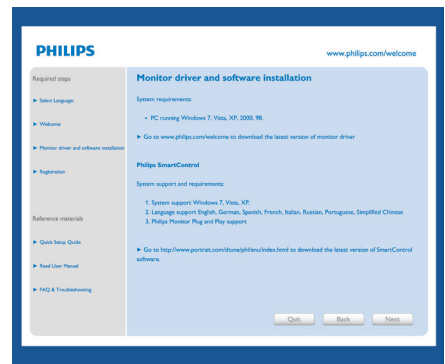 PHILIPS
www.philips.com/welcome
Required steps
► Select Language:
► Welcome
► Monitor driver and software installation
► Registration
Reference materials
► Quick Setup Guide
► Read User Manual
► FAQ & Troubleshooting
Monitor driver and software installation
System requirements:
• PC running Windows 7, Vista, XP, 2000, 98.
► Go to www.philips.com/welcome to download the latest version of monitor driver
Philips SmartControl
System support and requirements:
1. System support Windows 7, Vista, XP.
2. Language support English, German, Spanish, French, Italian, Russian, Portuguese, Simplified Chinese
3. Philips Monitor Plug and Play support
► Go to http://www.portrait.com/dtune/phl/enu/index.html to download the latest version of SmartControl
software.
Quit
Back
Next